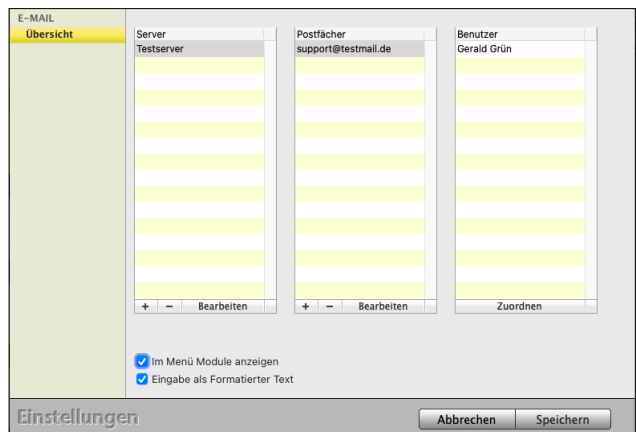 E-MAIL
Übersicht
Server
Testserver
+ − Bearbeiten
Postfächer
support@testmail.de
+ − Bearbeiten
Benutzer
Gerald Grün
Zuordnen
Im Menü Module anzeigen
Eingabe als Formatierter Text
Einstellungen
Abbrechen
Speichern